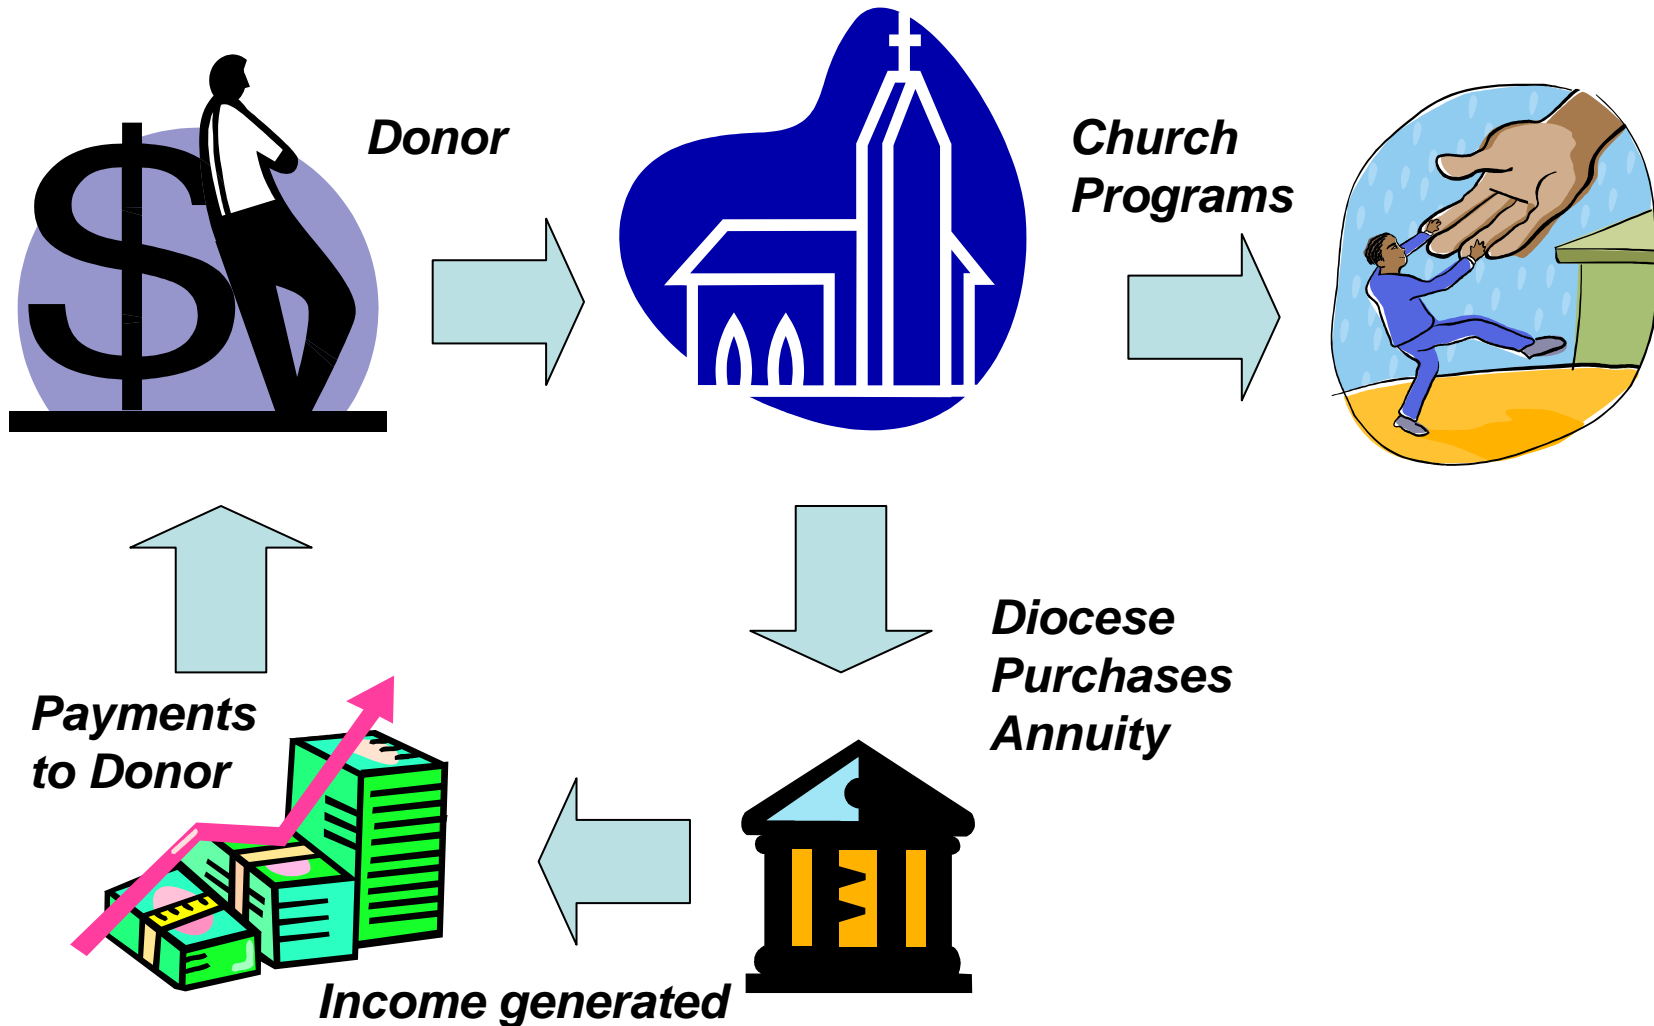 Donor
Church
Programs
Diocese
Purchases
Annuity
Payments
to Donor
Income generated
$